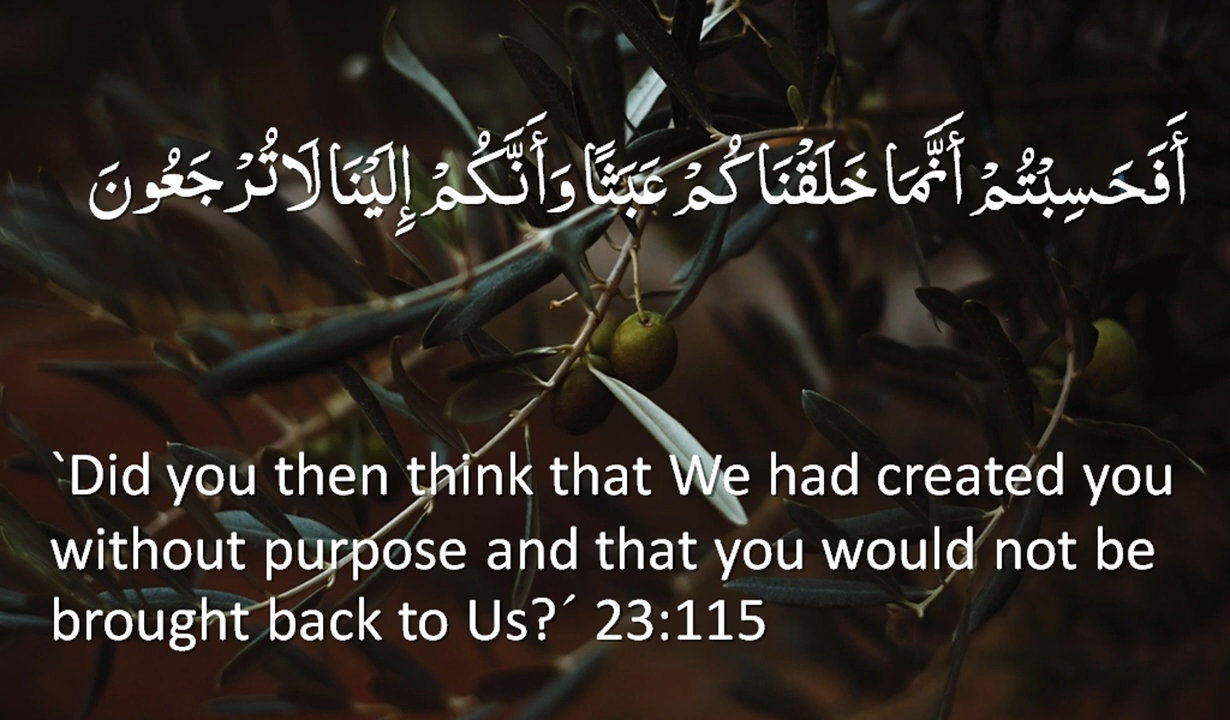 أَفَحَسِبْتُمْ أَنَّمَا خَلَقْنَاكُمْ عَبَثًا وَأَنَّكُمْ إِلَيْنَا لَا تُرْجَعُونَ
`Did you then think that We had created you
without purpose and that you would not be
brought back to Us?´ 23:115